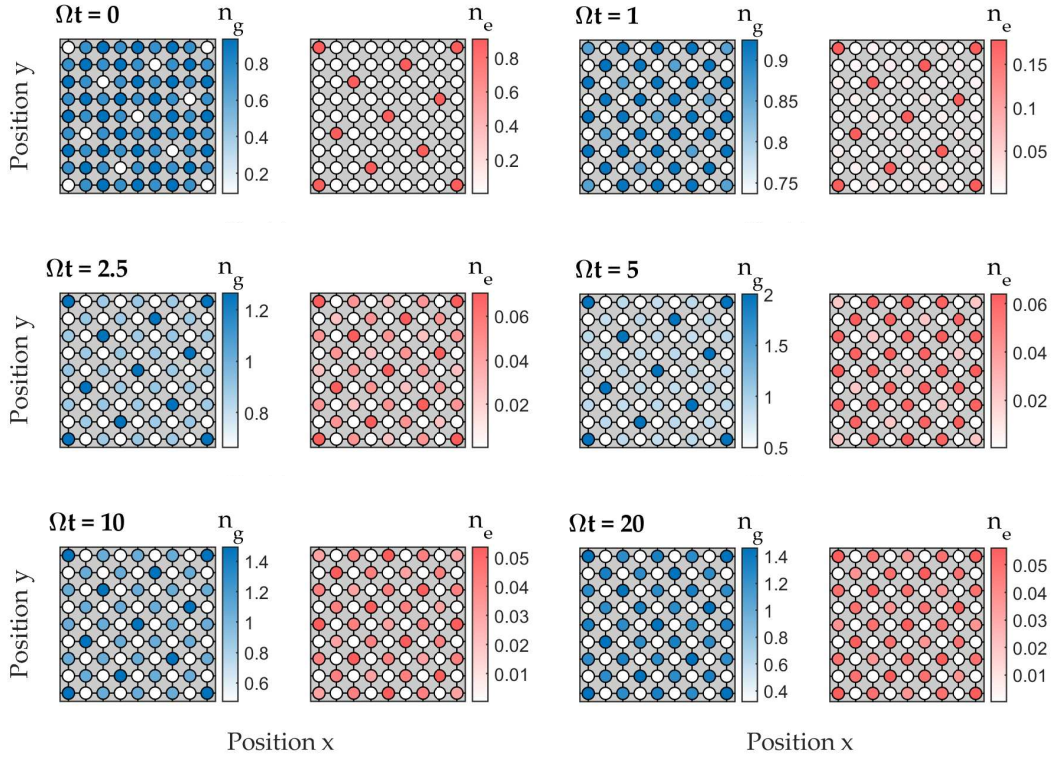 Ωt = 0 n_g n_e Ωt = 1 n_g n_e
Position y
0.8 0.6 0.4 0.2
0.8 0.6 0.4 0.2
0.9 0.85 0.8 0.75
0.15 0.1 0.05
Ωt = 2.5 n_g n_e Ωt = 5 n_g n_e
Position y
1.2 1 0.8
0.06 0.04 0.02
2 1.5 1 0.5
0.06 0.04 0.02
Ωt = 10 n_g n_e Ωt = 20 n_g n_e
Position y
1.4 1.2 1 0.8 0.6
0.05 0.04 0.03 0.02 0.01
1.4 1.2 1 0.8 0.6 0.4
0.05 0.04 0.03 0.02 0.01
Position x Position x